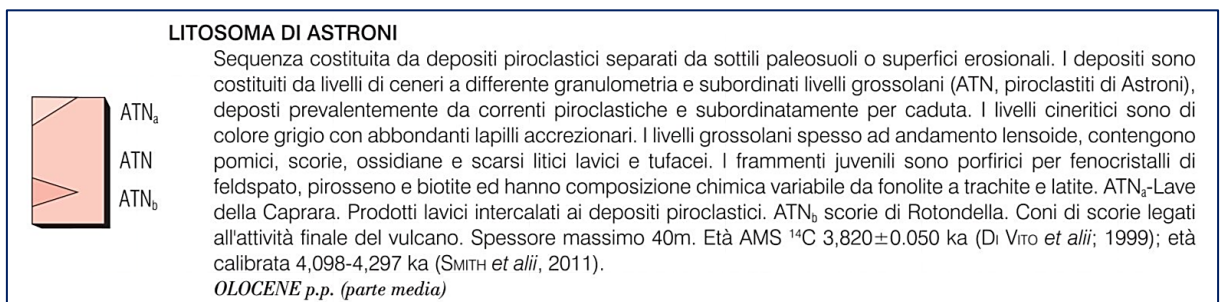 LITOSOMA DI ASTRONI
Sequenza costituita da depositi piroclastici separati da sottili paleosuoli o superfici erosionali. I depositi sono
costituiti da livelli di ceneri a differente granulometria e subordinati livelli grossolani (ATN, piroclastiti di Astroni),
deposti prevalentemente da correnti piroclastiche e subordinatamente per caduta. I livelli cineritici sono di
colore grigio con abbondanti lapilli accrezionari. I livelli grossolani spesso ad andamento lensoide, contengono
pomici, scorie, ossidiane e scarsi litici lavici e tufacei. I frammenti juvenili sono porfirici per fenocristalli di
feldspato, pirosseno e biotite ed hanno composizione chimica variabile da fonolite a trachite e latite. ATNₐ-Lave
della Caprara. Prodotti lavici intercalati ai depositi piroclastici. ATNb scorie di Rotondella. Coni di scorie legati
all'attività finale del vulcano. Spessore massimo 40m. Età AMS ¹⁴C 3,820±0.050 ka (DI VITO et alii; 1999); età
calibrata 4,098-4,297 ka (SMITH et alii, 2011).
OLOCENE p.p. (parte media)
ATNₐ
ATN
ATNb